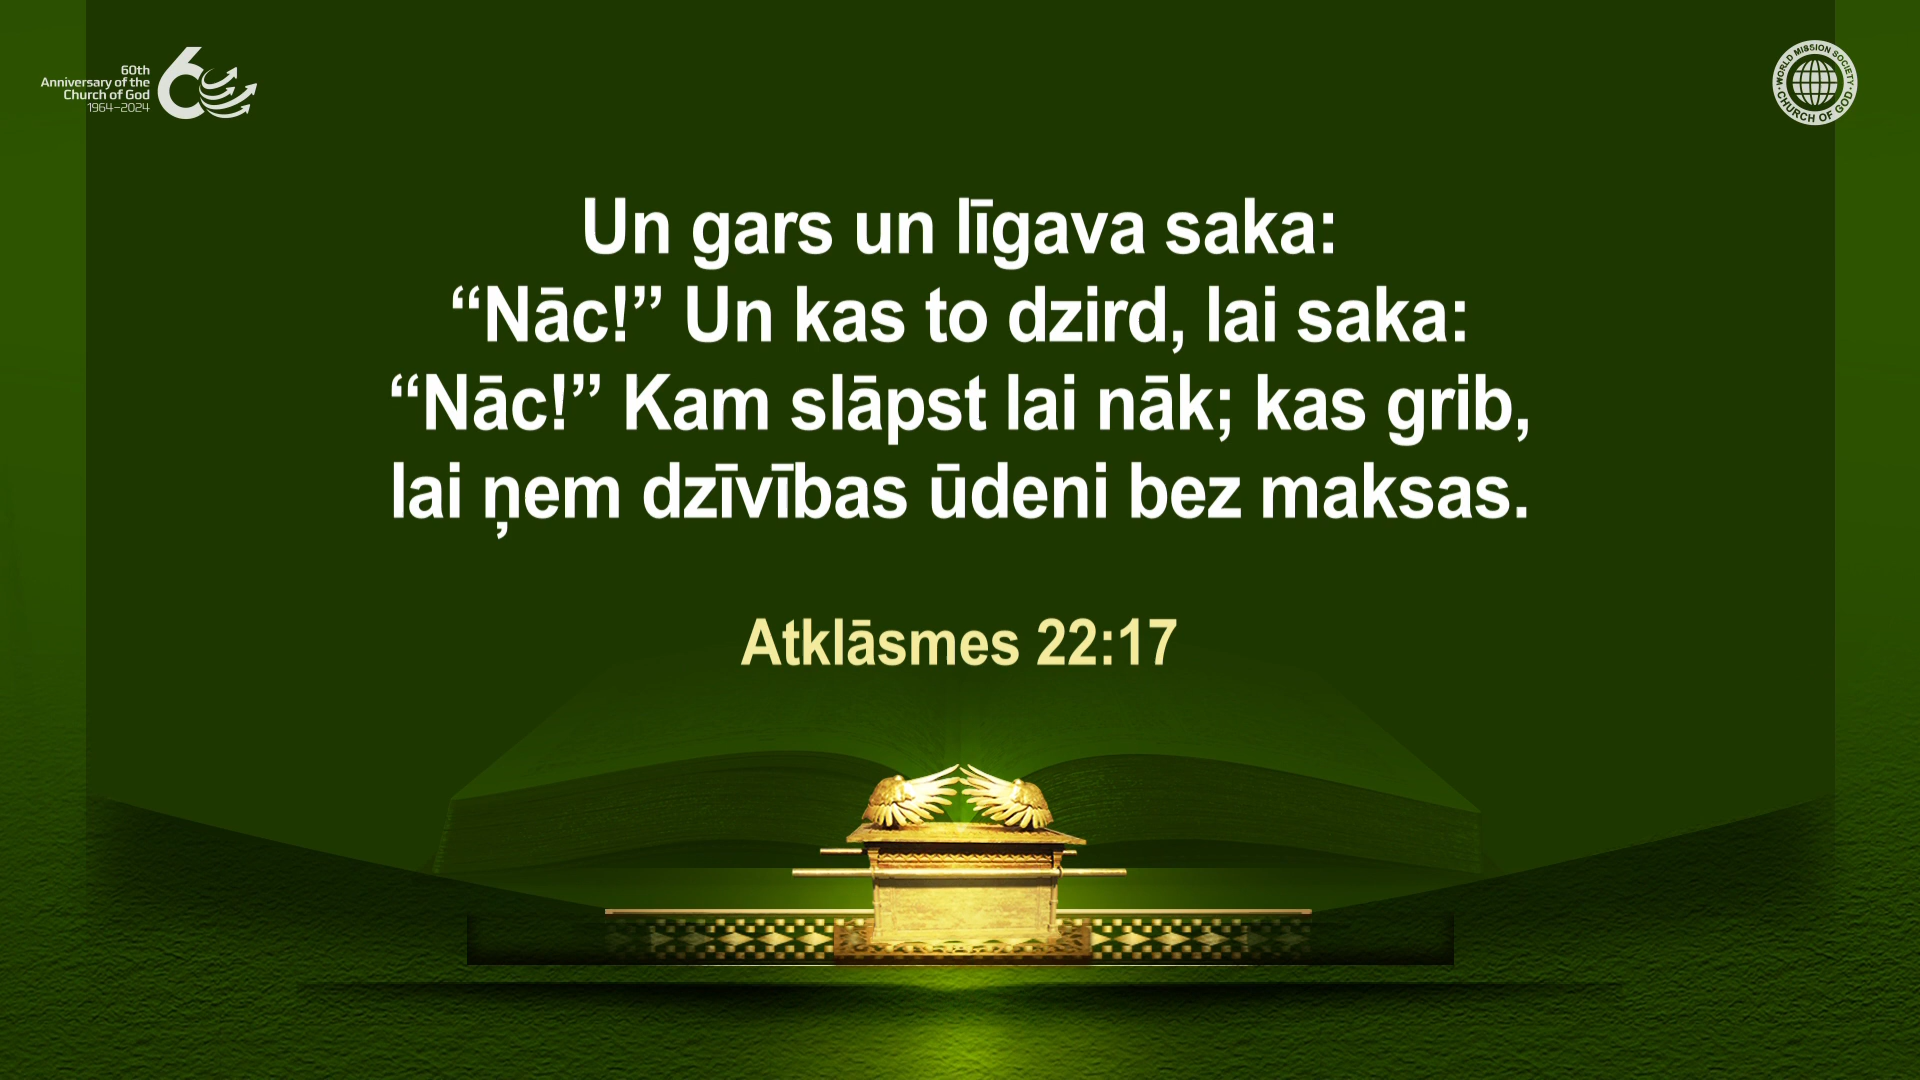 60th
Anniversary of the
Church of God
1964–2024
60
WORLD MISSION SOCIETY
CHURCH OF GOD
Un gars un līgava saka:
“Nāc!” Un kas to dzird, lai saka:
“Nāc!” Kam slāpst lai nāk; kas grib,
lai ņem dzīvības ūdeni bez maksas.
Atklāsmes 22:17